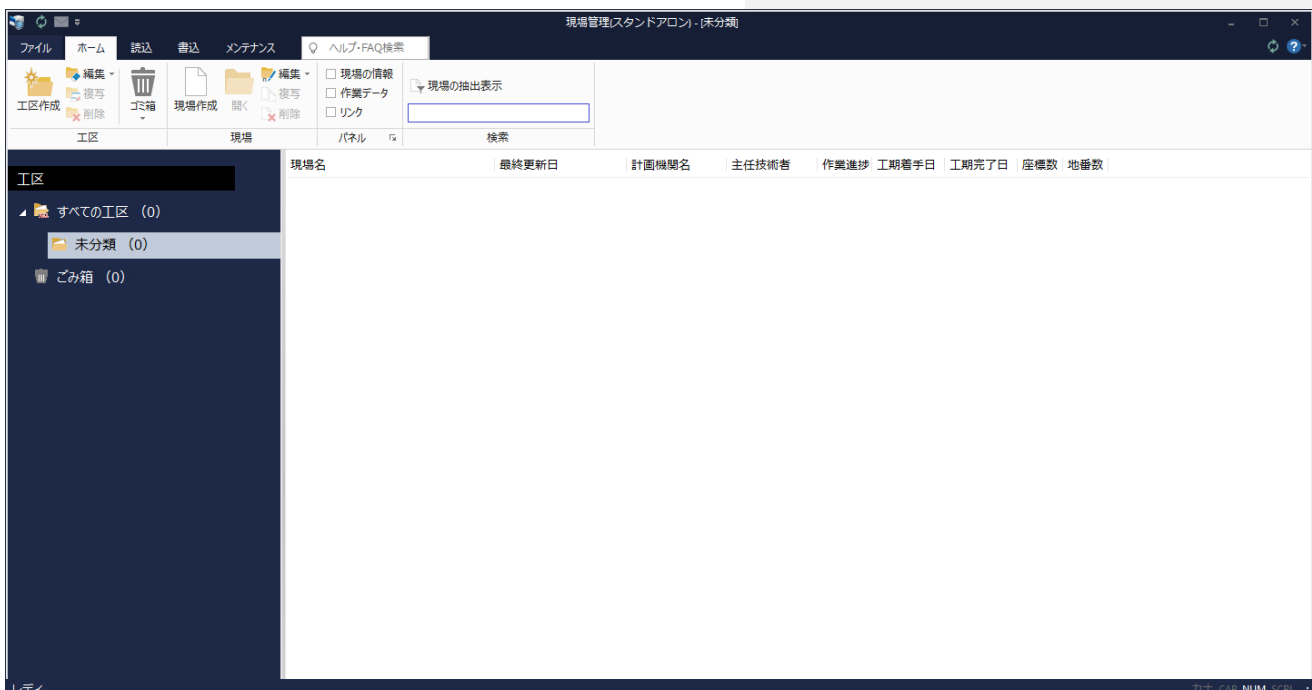 現場管理(スタンドアロン) - [未分類]
ファイル ホーム 読込 書込 メンテナンス ヘルプ・FAQ検索
工区作成 編集 複写 削除 ゴミ箱 現場作成 開く 編集 複写 削除 現場の情報 作業データ リンク 現場の抽出表示
工区 現場 パネル 検索
工区
すべての工区 (0)
未分類 (0)
ごみ箱 (0)
現場名 最終更新日 計画機関名 主任技術者 作業進捗 工期着手日 工期完了日 座標数 地番数
レディ
カナ CAP NUM SCRL